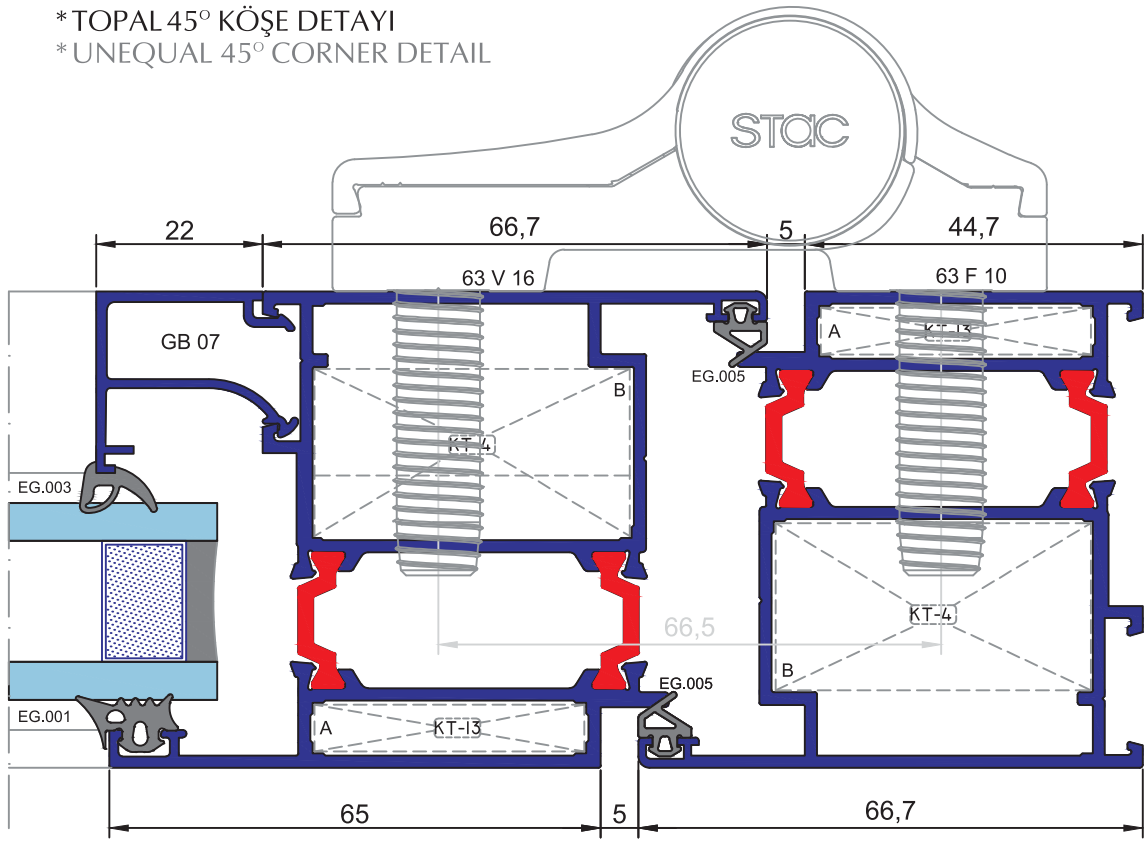 *TOPAL 45° KÖŞE DETAYI
*UNEQUAL 45° CORNER DETAIL
STAC
22
66,7
5
44,7
63 V 16
63 F 10
GB 07
A
KT-13
EG.005
B
KT-4
EG.003
66,5
KT-4
B
EG.001
EG.005
A
KT-13
65
5
66,7